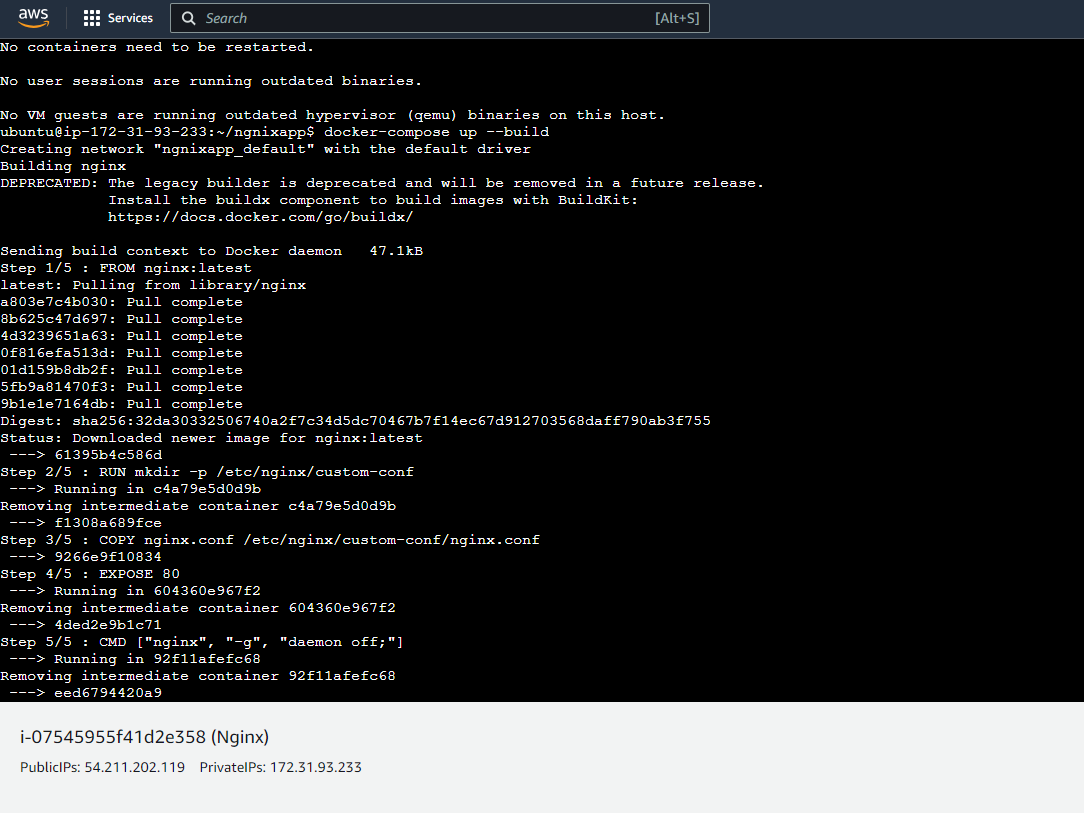 aws
Services
Search
[Alt+S]
No containers need to be restarted.
No user sessions are running outdated binaries.
No VM guests are running outdated hypervisor (qemu) binaries on this host.
ubuntu@ip-172-31-93-233:~/ngnixapp$ docker-compose up --build
Creating network "ngnixapp_default" with the default driver
Building nginx
DEPRECATED: The legacy builder is deprecated and will be removed in a future release.
Install the buildx component to build images with BuildKit:
https://docs.docker.com/go/buildx/
Sending build context to Docker daemon   47.1kB
Step 1/5 : FROM nginx:latest
latest: Pulling from library/nginx
a803e7c4b030: Pull complete
8b625c47d697: Pull complete
4d3239651a63: Pull complete
0f816efa513d: Pull complete
01d159b8db2f: Pull complete
5fb9a81470f3: Pull complete
9b1e1e7164db: Pull complete
Digest: sha256:32da30332506740a2f7c34d5dc70467b7f14ec67d912703568daff790ab3f755
Status: Downloaded newer image for nginx:latest
---> 61395b4c586d
Step 2/5 : RUN mkdir -p /etc/nginx/custom-conf
---> Running in c4a79e5d0d9b
Removing intermediate container c4a79e5d0d9b
---> f1308a689fce
Step 3/5 : COPY nginx.conf /etc/nginx/custom-conf/nginx.conf
---> 9266e9f10834
Step 4/5 : EXPOSE 80
---> Running in 604360e967f2
Removing intermediate container 604360e967f2
---> 4ded2e9b1c71
Step 5/5 : CMD ["nginx", "-g", "daemon off;"]
---> Running in 92f11afefc68
Removing intermediate container 92f11afefc68
---> eed6794420a9
i-07545955f41d2e358 (Nginx)
PublicIPs: 54.211.202.119   PrivateIPs: 172.31.93.233